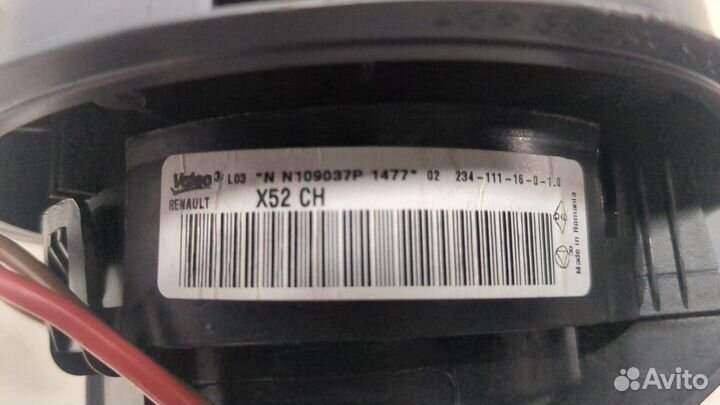 Valeo L03 *N N109037P 1477* 02 234-111-16-0-1.0
RENAULT X52 CH
Made in Romania
Avito